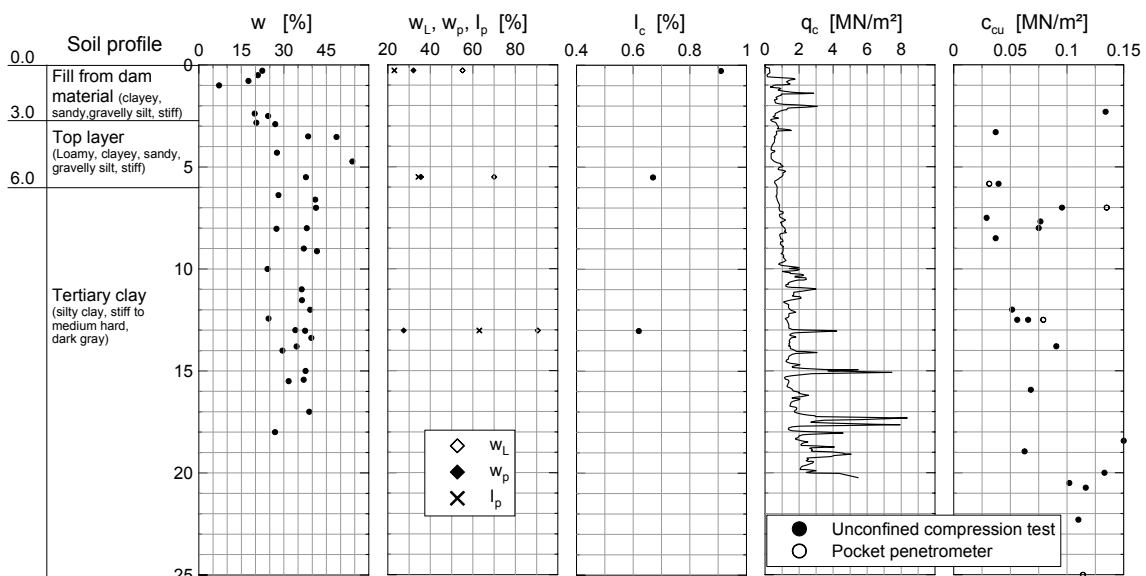 w [%]
w_L, w_p, I_p [%]
I_c [%]
q_c [MN/m²]
c_cu [MN/m²]
Soil profile
0 15 30 45
20 40 60 80
0.4 0.6 0.8 1
0 2 4 6 8
0 0.05 0.1 0.15
0.0
0
Fill from dam
material (clayey,
sandy,gravelly silt, stiff)
3.0
Top layer
(Loamy, clayey, sandy,
gravelly silt, stiff)
5
6.0
10
Tertiary clay
(silty clay, stiff to
medium hard,
dark gray)
15
20
25
w_L
w_p
I_p
Unconfined compression test
Pocket penetrometer